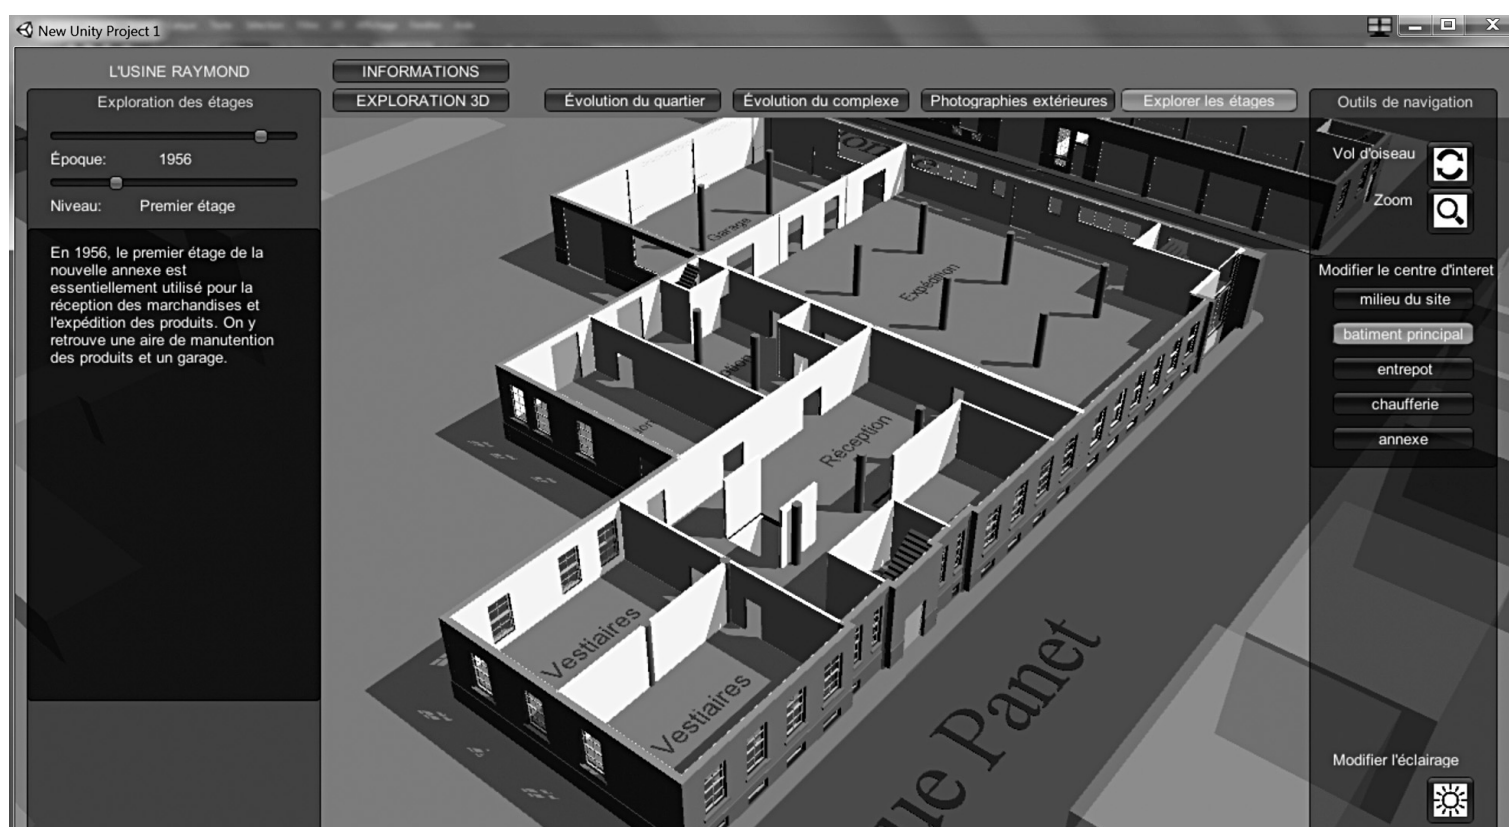 New Unity Project 1
L'USINE RAYMOND
INFORMATIONS
Exploration des étages
EXPLORATION 3D
Évolution du quartier
Évolution du complexe
Photographies extérieures
Explorer les étages
Outils de navigation
Époque: 1956
Niveau: Premier étage
En 1956, le premier étage de la
nouvelle annexe est
essentiellement utilisé pour la
réception des marchandises et
l'expédition des produits. On y
retrouve une aire de manutention
des produits et un garage.
Vol d'oiseau
Zoom
Modifier le centre d'interet
milieu du site
batiment principal
entrepot
chaufferie
annexe
Garage
Expédition
Réception
Vestiaires
Vestiaires
ue Panet
Modifier l'éclairage